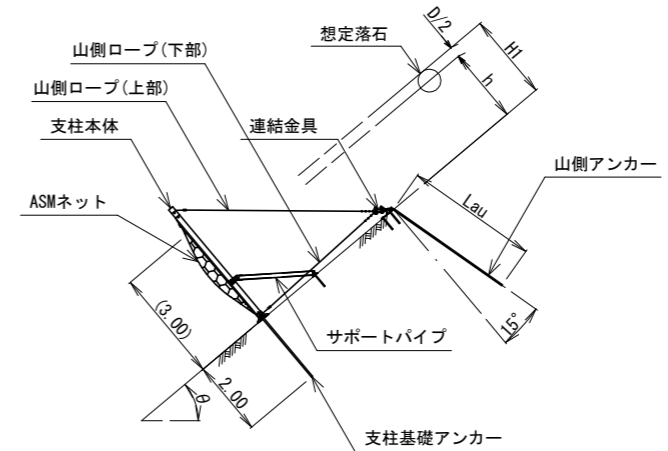 D/2
想定落石
H1
山側ロープ(下部)
h
山側ロープ(上部)
支柱本体
連結金具
山側アンカー
Lau
ASMネット
(3.00)
サポートパイプ
15°
2.00
θ
支柱基礎アンカー